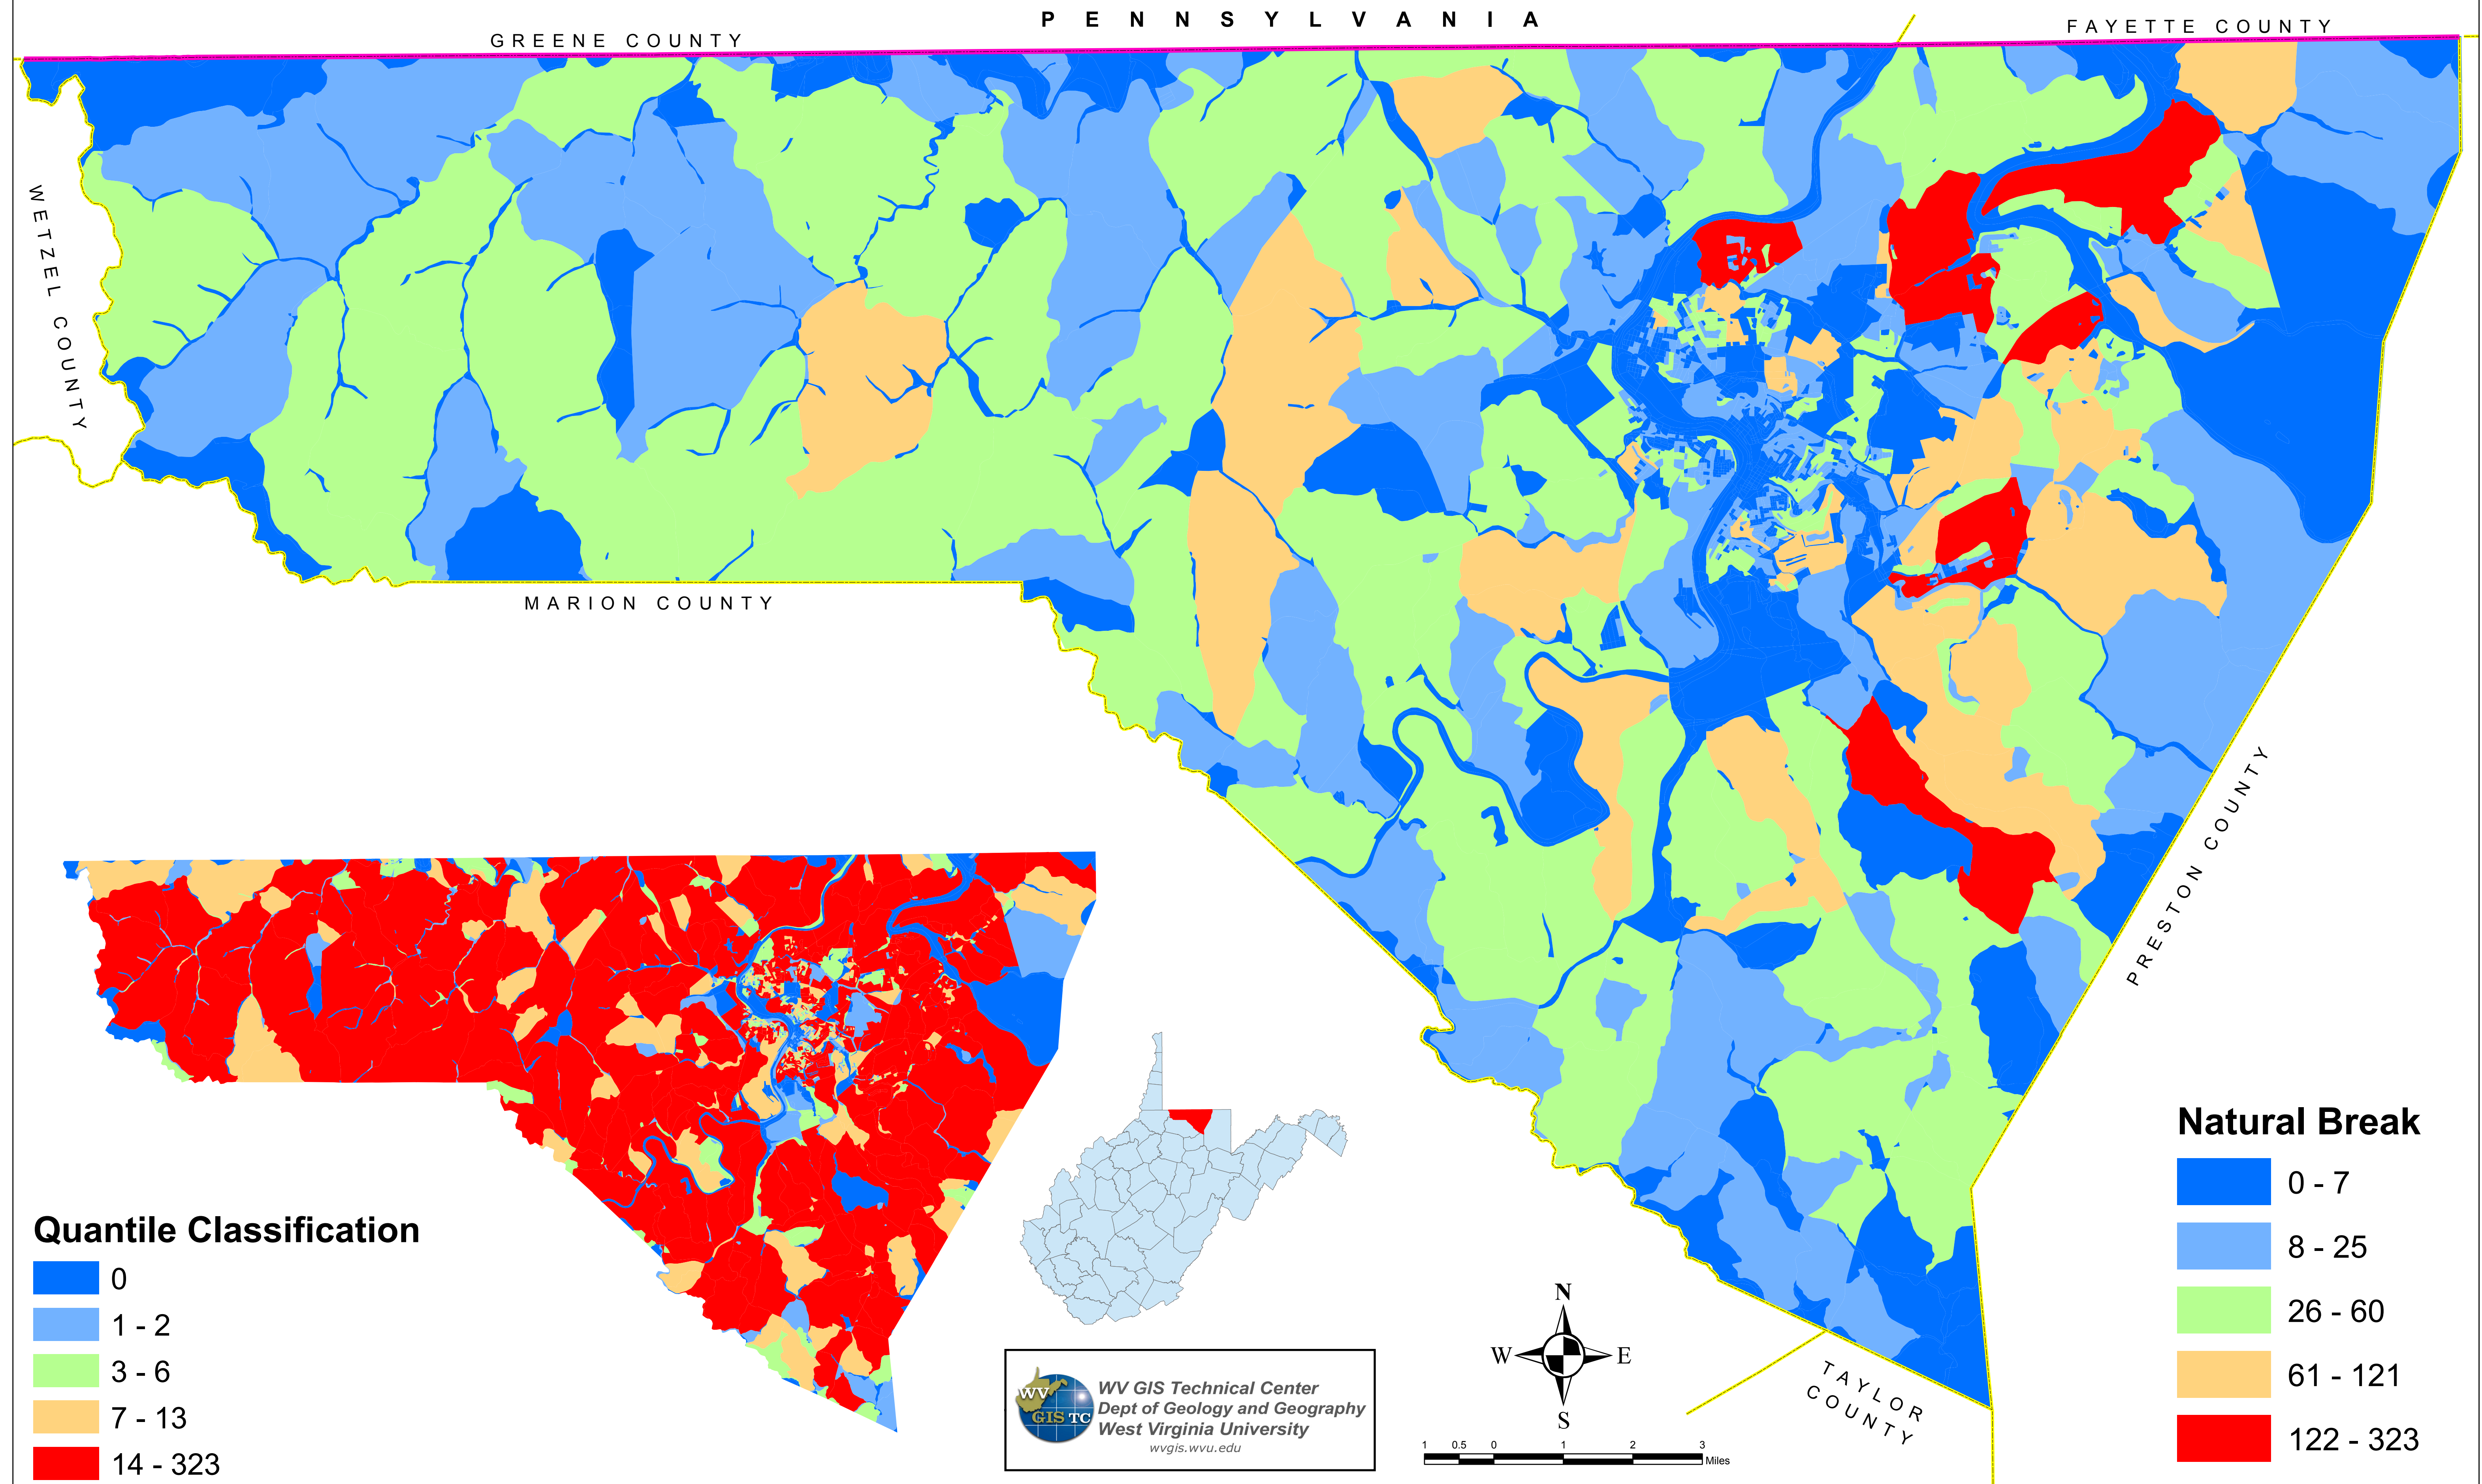 PENNSYLVANIA
GREENE COUNTY
FAYETTE COUNTY
WETZEL COUNTY
MARION COUNTY
PRESTON COUNTY
TAYLOR
COUNTY
Quantile Classification
0
1 - 2
3 - 6
7 - 13
14 - 323
WV
GIS TC
WV GIS Technical Center
Dept of Geology and Geography
West Virginia University
wvgis.wvu.edu
N
W E
S
1 0.5 0 1 2 3
Miles
Natural Break
0 - 7
8 - 25
26 - 60
61 - 121
122 - 323